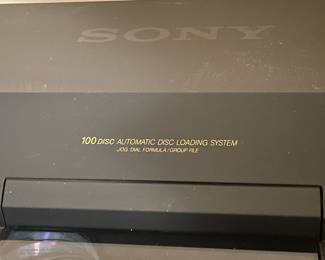 SONY
100 DISC AUTOMATIC DISC LOADING SYSTEM
JOG DIAL FORMULA/GROUP FILE